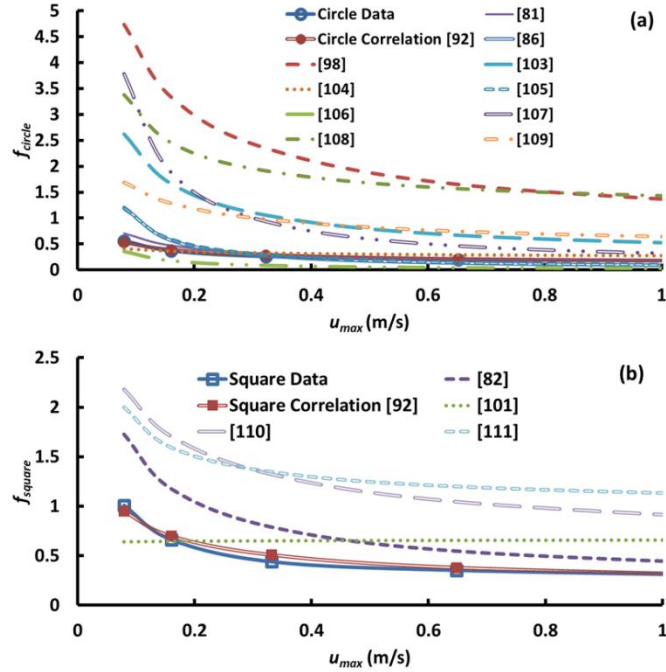 5
4.5
4
3.5
3
2.5
2
1.5
1
0.5
0
f_circle
Circle Data
Circle Correlation [92]
[98]
[104]
[106]
[108]
[81]
[86]
[103]
[105]
[107]
[109]
(a)
0 0.2 0.4 0.6 0.8 1
u_max (m/s)
2.5
2
1.5
1
0.5
0
f_square
Square Data
Square Correlation [92]
[110]
[82]
[101]
[111]
(b)
0 0.2 0.4 0.6 0.8 1
u_max (m/s)